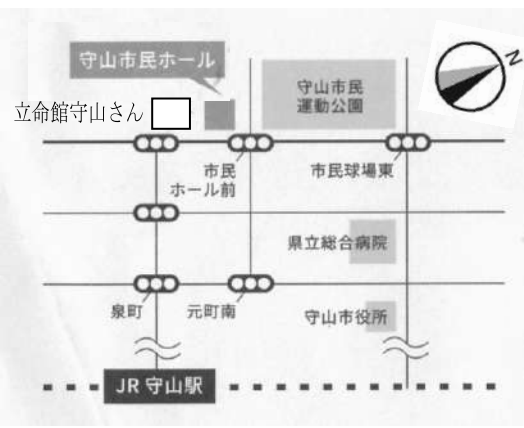 守山市民ホール
立命館守山さん
守山市民
運動公園
N
市民
ホール前
市民球場東
県立総合病院
泉町
元町南
守山市役所
JR 守山駅